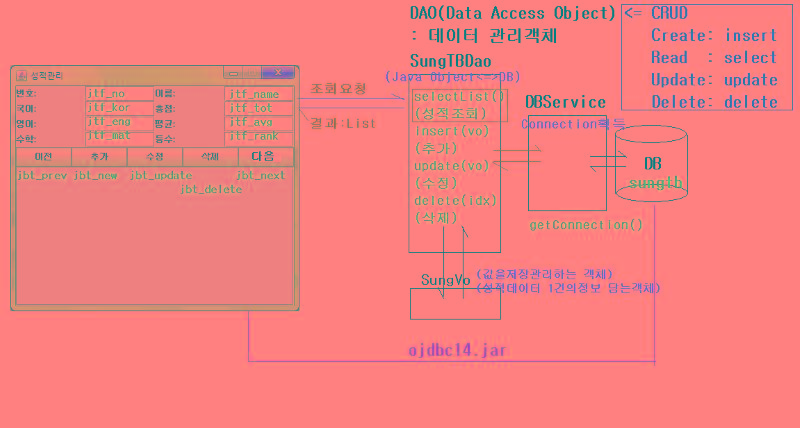 DAO(Data Access Object)
: 데이터 관리객체
SungTBDao
(Java Object<=>DB)
<= CRUD
Create: insert
Read : select
Update: update
Delete: delete
성적관리
번호: jtf_no 이름: jtf_name
국어: jtf_kor 총점: jtf_tot
영어: jtf_eng 평균: jtf_avg
수학: jtf_mat 등수: jtf_rank
이전 추가 수정 삭제 다음
jbt_prev jbt_new jbt_update jbt_next
jbt_delete
조회요청
결과:List
selectList()
(성적조회)
insert(vo)
(추가)
update(vo)
(수정)
delete(idx)
(삭제)
DBService
Connection획득
getConnection()
DB
sungtb
SungVo
(값을저장관리하는 객체)
(성적데이터 1건의정보 담는객체)
ojdbc14.jar